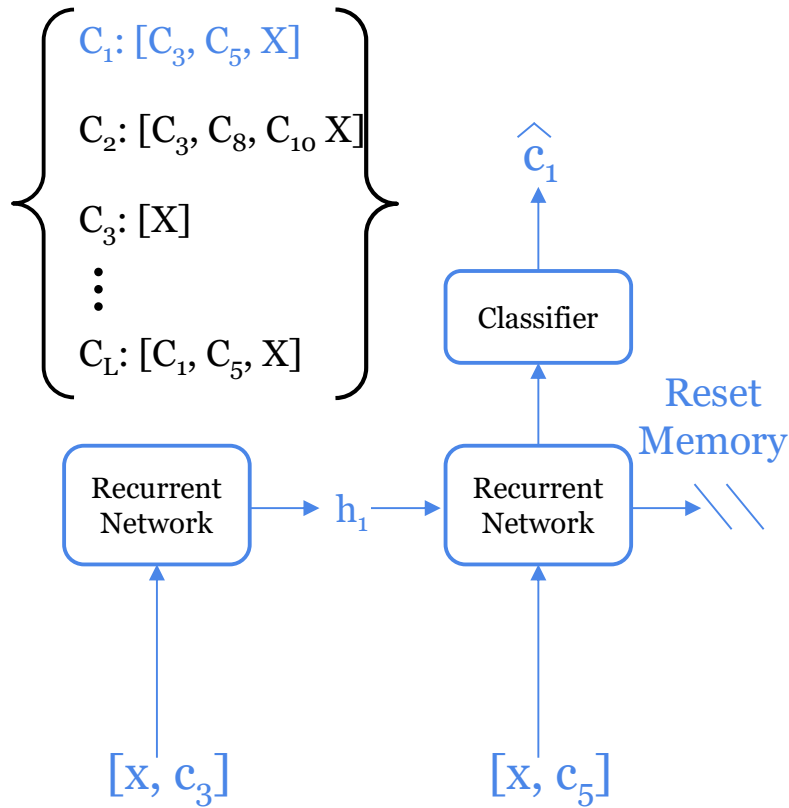 C₁: [C₃, C₅, X]
C₂: [C₃, C₈, C₁₀ X]
C₃: [X]
⋮
C_L: [C₁, C₅, X]
ĉ₁
Classifier
Reset
Memory
Recurrent
Network
h₁
Recurrent
Network
[x, c₃]
[x, c₅]